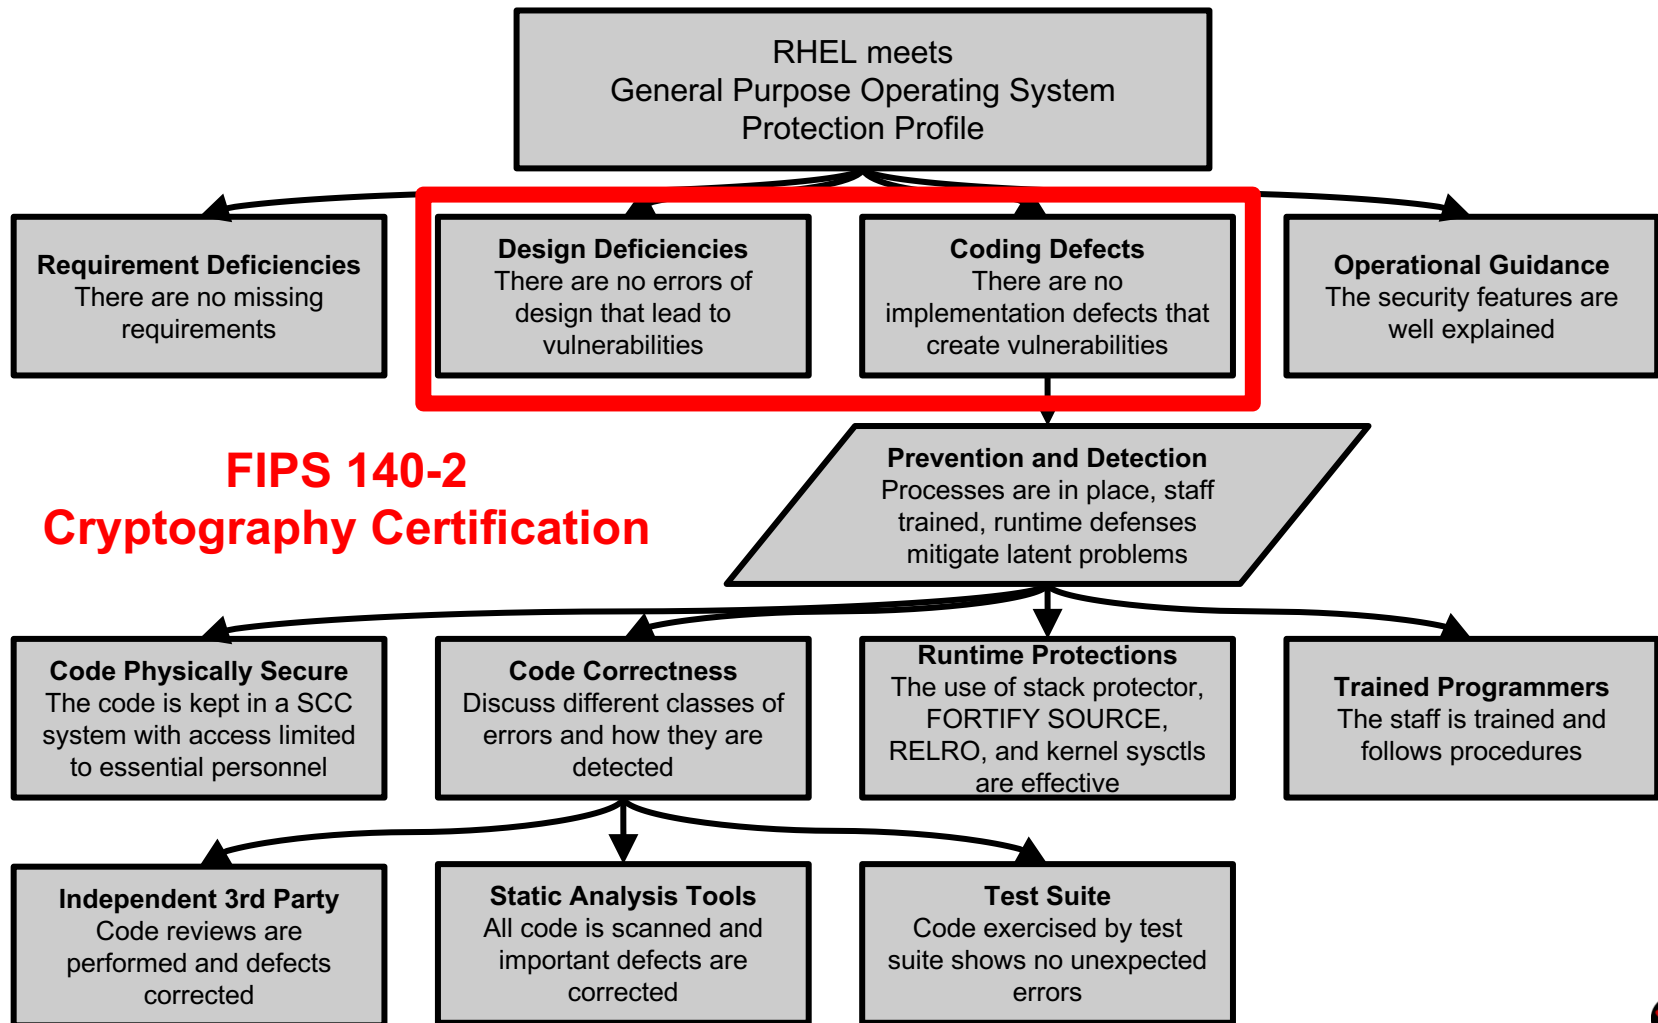 RHEL meets
General Purpose Operating System
Protection Profile
Requirement Deficiencies
There are no missing
requirements
Design Deficiencies
There are no errors of
design that lead to
vulnerabilities
Coding Defects
There are no
implementation defects that
create vulnerabilities
Operational Guidance
The security features are
well explained
FIPS 140-2
Cryptography Certification
Prevention and Detection
Processes are in place, staff
trained, runtime defenses
mitigate latent problems
Code Physically Secure
The code is kept in a SCC
system with access limited
to essential personnel
Code Correctness
Discuss different classes of
errors and how they are
detected
Runtime Protections
The use of stack protector,
FORTIFY SOURCE,
RELRO, and kernel sysctls
are effective
Trained Programmers
The staff is trained and
follows procedures
Independent 3rd Party
Code reviews are
performed and defects
corrected
Static Analysis Tools
All code is scanned and
important defects are
corrected
Test Suite
Code exercised by test
suite shows no unexpected
errors